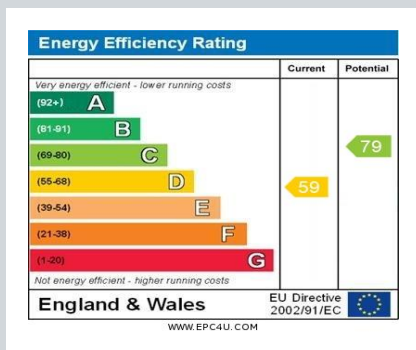 Energy Efficiency Rating
Current Potential
Very energy efficient - lower running costs
(92+) A
(81-91) B
(69-80) C
79
(55-68) D
59
(39-54) E
(21-38) F
(1-20) G
Not energy efficient - higher running costs
England & Wales
EU Directive
2002/91/EC
WWW.EPC4U.COM